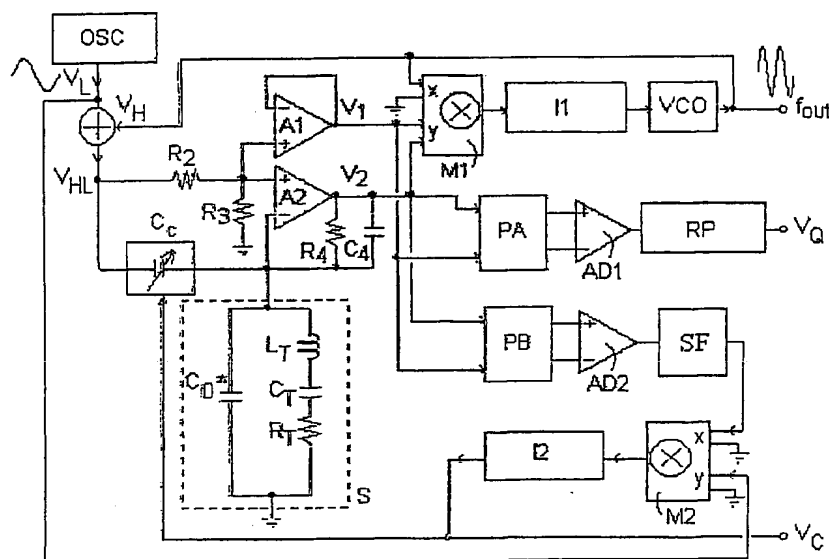 OSC
V_L
V_H
V_HL
R2
R3
C_c
A1
A2
V_1
V_2
R4
C4
x
y
M1
I1
VCO
f_out
PA
AD1
RP
V_Q
PB
AD2
SF
C_D*
L_T
C_T
R_T
S
I2
x
y
M2
V_C